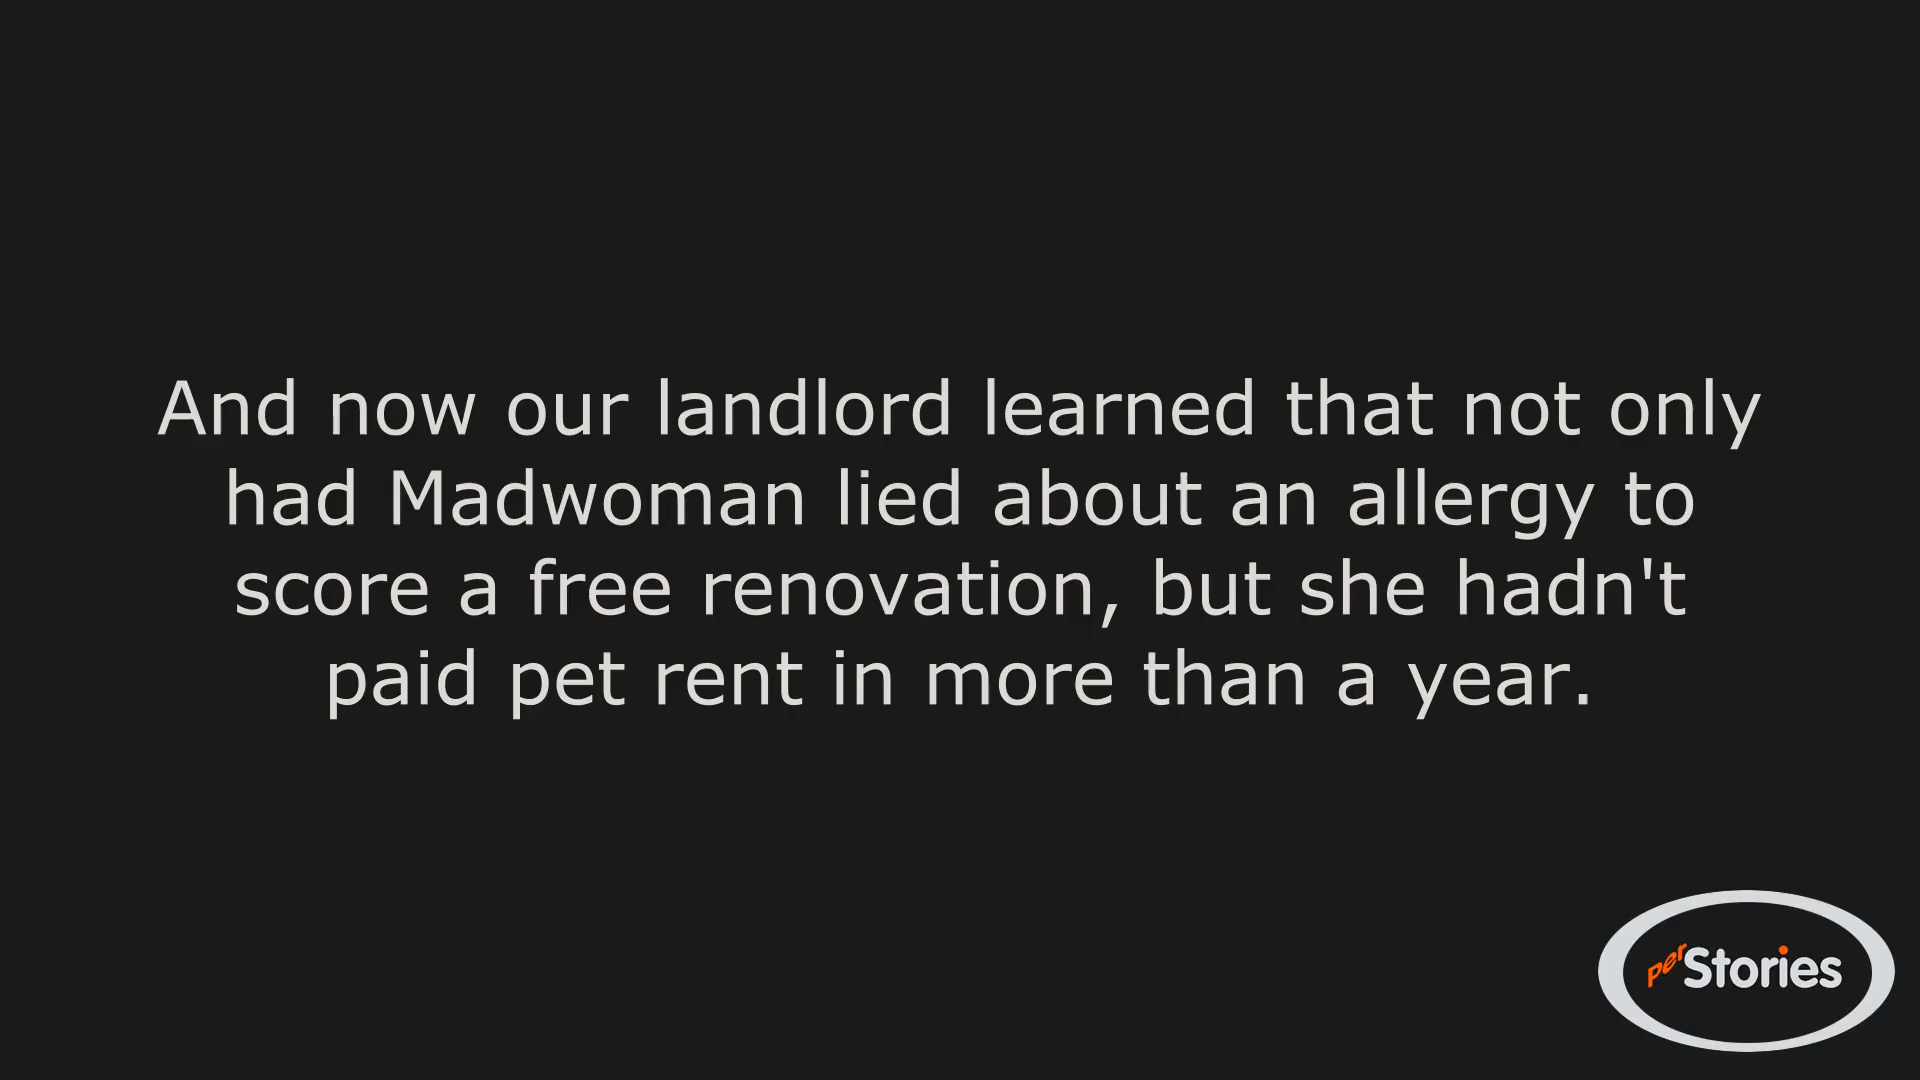 And now our landlord learned that not only
had Madwoman lied about an allergy to
score a free renovation, but she hadn't
paid pet rent in more than a year.
perStories